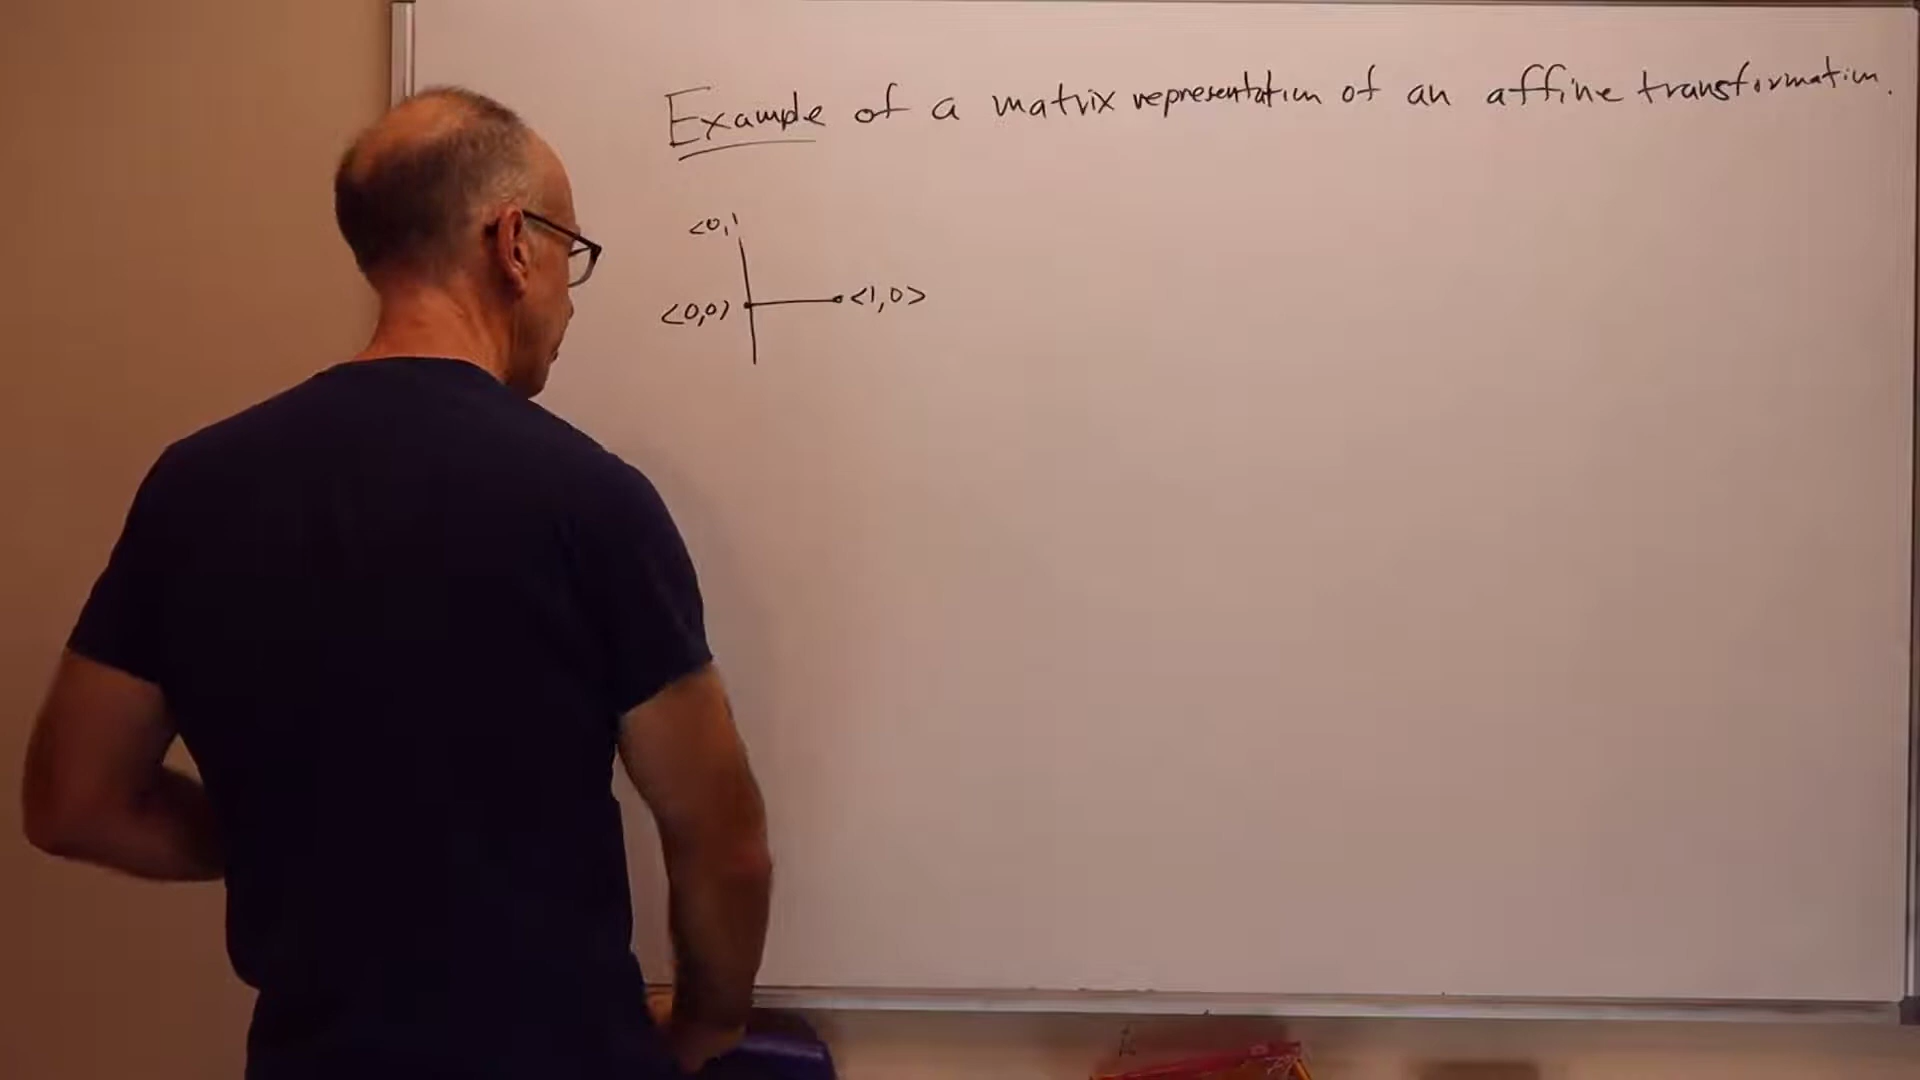 Example of a matrix representation of an affine transformation.
<0,1
<0,0) <1,0>